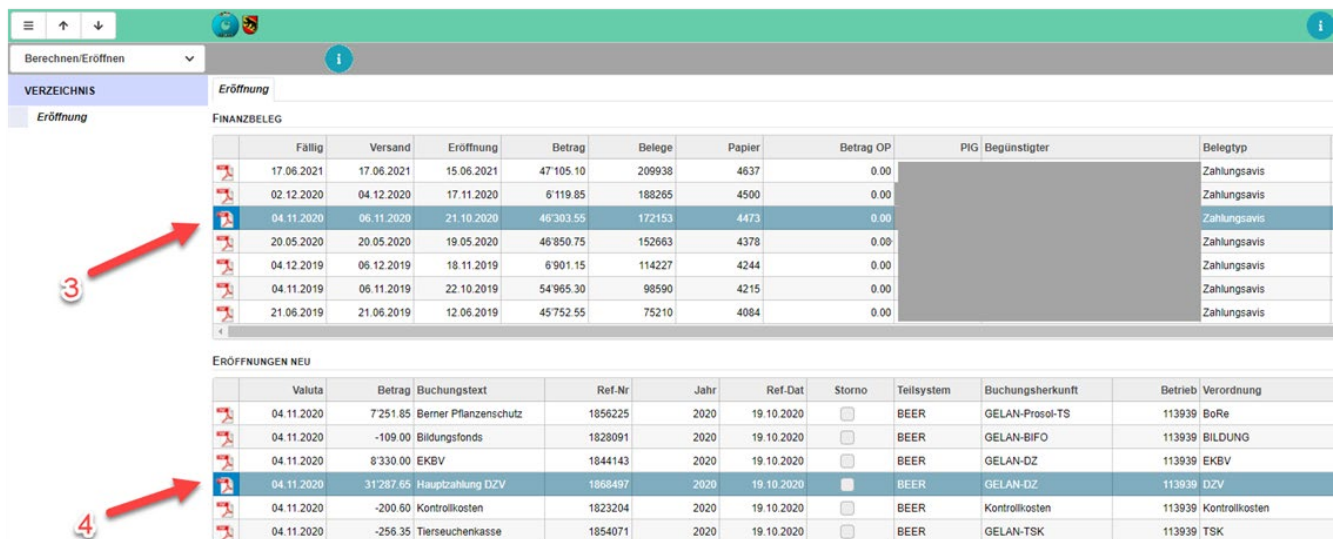 Berechnen/Eröffnen
i
i
VERZEICHNIS
Eröffnung
Eröffnung
FINANZBELEG
Fällig Versand Eröffnung Betrag Belege Papier Betrag OP PIG Begünstigter Belegtyp
17.06.2021 17.06.2021 15.06.2021 47'105.10 209938 4637 0.00 Zahlungsavis
02.12.2020 04.12.2020 17.11.2020 6'119.85 188265 4500 0.00 Zahlungsavis
04.11.2020 06.11.2020 21.10.2020 46'303.55 172153 4473 0.00 Zahlungsavis
20.05.2020 20.05.2020 19.05.2020 46'850.75 152663 4378 0.00 Zahlungsavis
04.12.2019 06.12.2019 18.11.2019 6'901.15 114227 4244 0.00 Zahlungsavis
04.11.2019 06.11.2019 22.10.2019 54'965.30 98590 4215 0.00 Zahlungsavis
21.06.2019 21.06.2019 12.06.2019 45'752.55 75210 4084 0.00 Zahlungsavis
3
ERÖFFNUNGEN NEU
Valuta Betrag Buchungstext Ref-Nr Jahr Ref-Dat Storno Teilsystem Buchungsherkunft Betrieb Verordnung
04.11.2020 7'251.85 Berner Pflanzenschutz 1856225 2020 19.10.2020 BEER GELAN-Prosol-TS 113939 BoRe
04.11.2020 -109.00 Bildungsfonds 1828091 2020 19.10.2020 BEER GELAN-BIFO 113939 BILDUNG
04.11.2020 8'330.00 EKBV 1844143 2020 19.10.2020 BEER GELAN-DZ 113939 EKBV
04.11.2020 31'287.65 Hauptzahlung DZV 1868497 2020 19.10.2020 BEER GELAN-DZ 113939 DZV
04.11.2020 -200.60 Kontrollkosten 1823204 2020 19.10.2020 BEER Kontrollkosten 113939 Kontrollkosten
04.11.2020 -256.35 Tierseuchenkasse 1854071 2020 19.10.2020 BEER GELAN-TSK 113939 TSK
4